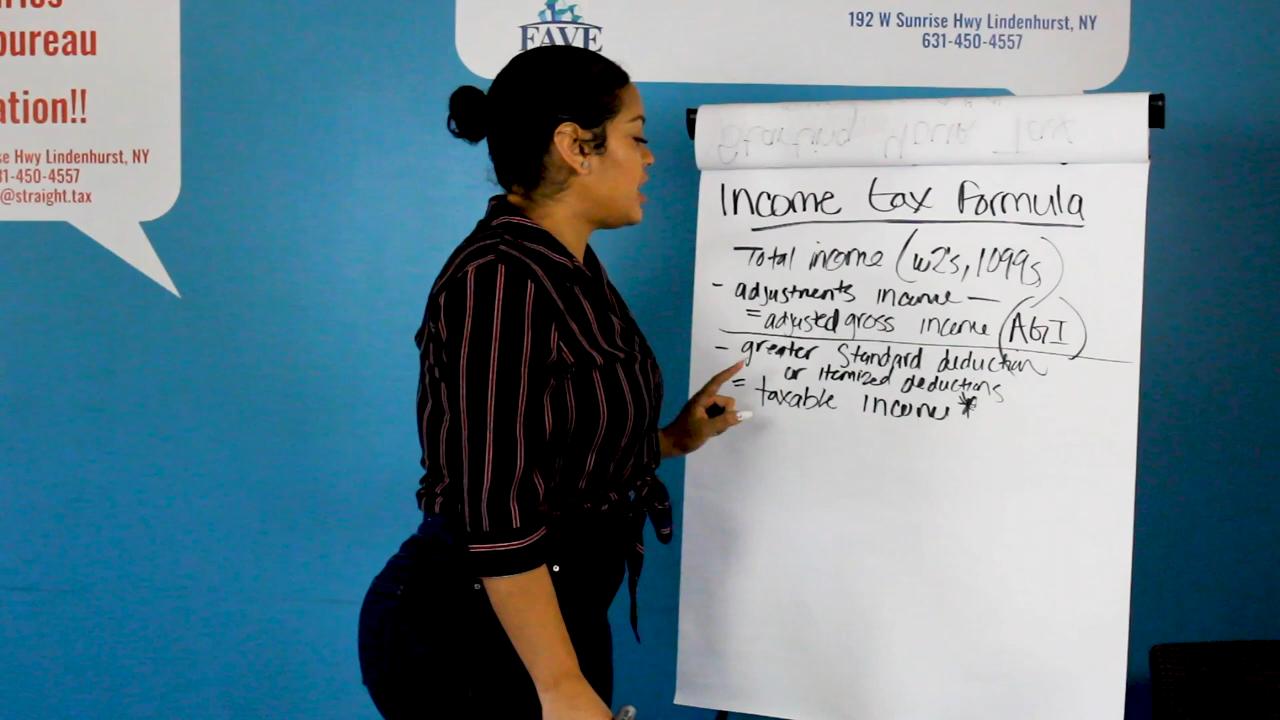 ries
bureau
ation!!
se Hwy Lindenhurst, NY
31-450-4557
@straight.tax
FAVE
192 W Sunrise Hwy Lindenhurst, NY
631-450-4557
Income tax Formula
Total income (w2's, 1099s)
- adjustments income —
= adjusted gross income (AGI)
- greater Standard deduction
or itemized deductions
= taxable income *